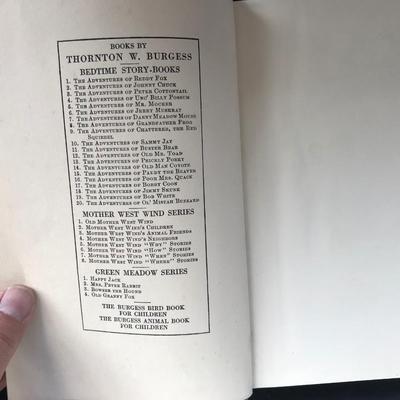 BOOKS BY
THORNTON W. BURGESS
BEDTIME STORY-BOOKS
1. THE ADVENTURES OF REDDY FOX
2. THE ADVENTURES OF JOHNNY CHUCK
3. THE ADVENTURES OF PETER COTTONTAIL
4. THE ADVENTURES OF UNC' BILLY POSSUM
5. THE ADVENTURES OF MR. MOCKER
6. THE ADVENTURES OF JERRY MUSKRAT
7. THE ADVENTURES OF DANNY MEADOW MOUSE
8. THE ADVENTURES OF GRANDFATHER FROG
9. THE ADVENTURES OF CHATTERER, THE RED
SQUIRREL
10. THE ADVENTURES OF SAMMY JAY
11. THE ADVENTURES OF BUSTER BEAR
12. THE ADVENTURES OF OLD MR. TOAD
13. THE ADVENTURES OF PRICKLY PORKY
14. THE ADVENTURES OF OLD MAN COYOTE
15. THE ADVENTURES OF PADDY THE BEAVER
16. THE ADVENTURES OF POOR MRS. QUACK
17. THE ADVENTURES OF BOBBY COON
18. THE ADVENTURES OF JIMMY SKUNK
19. THE ADVENTURES OF BOB WHITE
20. THE ADVENTURES OF OL' MISTAH BUZZARD
MOTHER WEST WIND SERIES
1. OLD MOTHER WEST WIND
2. MOTHER WEST WIND'S CHILDREN
3. MOTHER WEST WIND'S ANIMAL FRIENDS
4. MOTHER WEST WIND'S NEIGHBORS
5. MOTHER WEST WIND "WHY" STORIES
6. MOTHER WEST WIND "HOW" STORIES
7. MOTHER WEST WIND "WHEN" STORIES
8. MOTHER WEST WIND "WHERE" STORIES
GREEN MEADOW SERIES
1. HAPPY JACK
2. MRS. PETER RABBIT
3. BOWSER THE HOUND
4. OLD GRANNY FOX
THE BURGESS BIRD BOOK
FOR CHILDREN
THE BURGESS ANIMAL BOOK
FOR CHILDREN